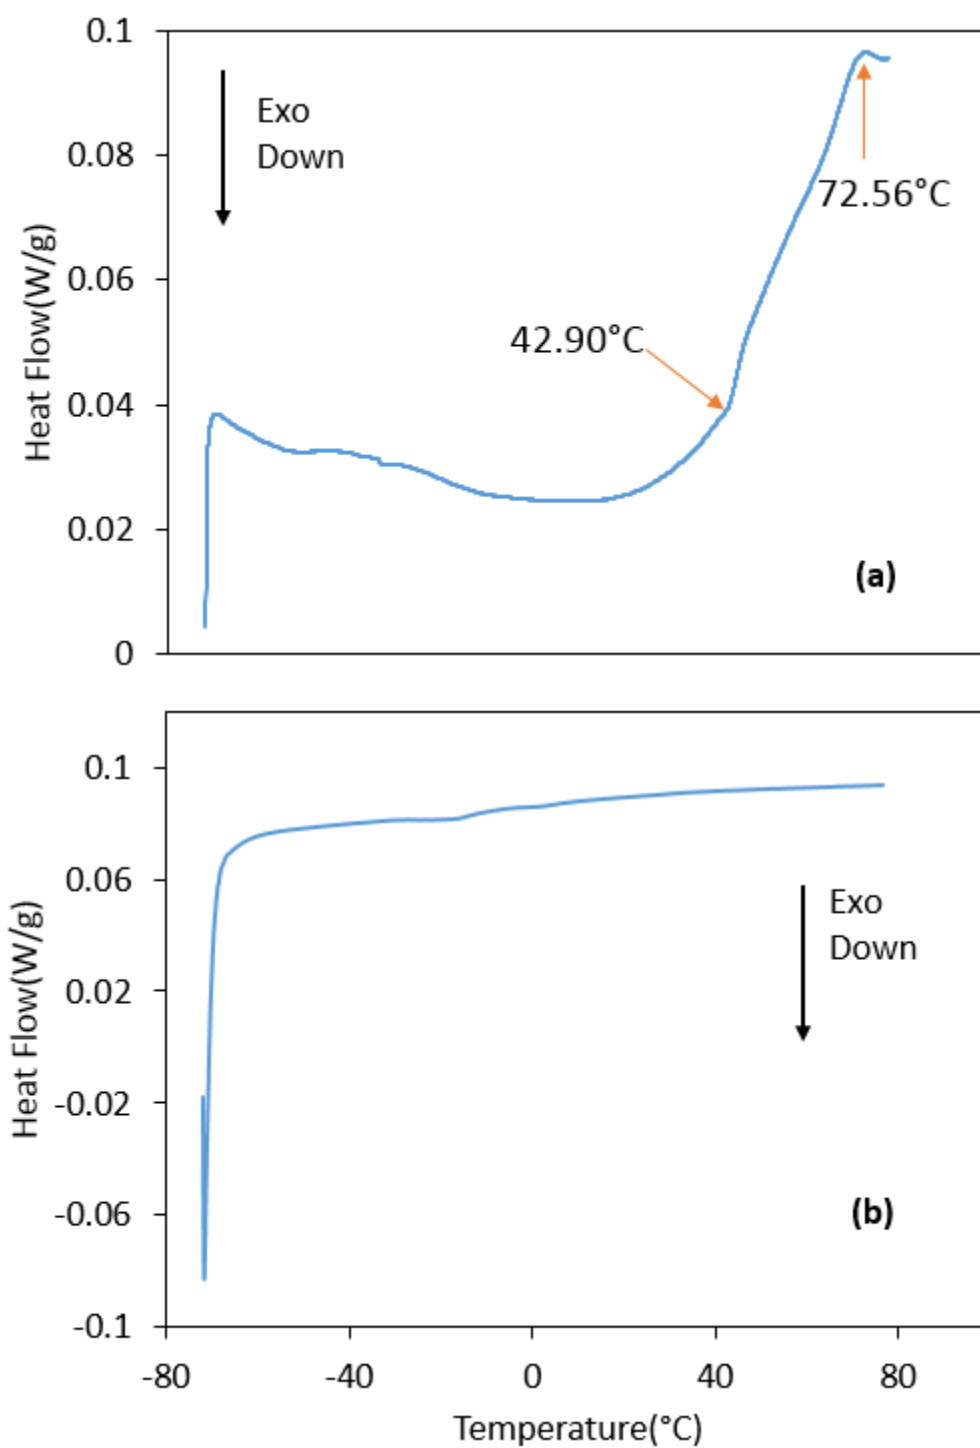 0.1
Exo
Down
0.08
72.56°C
0.06
42.90°C
0.04
0.02
(a)
0
Heat Flow(W/g)
0.1
0.06
Exo
Down
0.02
-0.02
-0.06
(b)
-0.1
Heat Flow(W/g)
-80 -40 0 40 80
Temperature(°C)